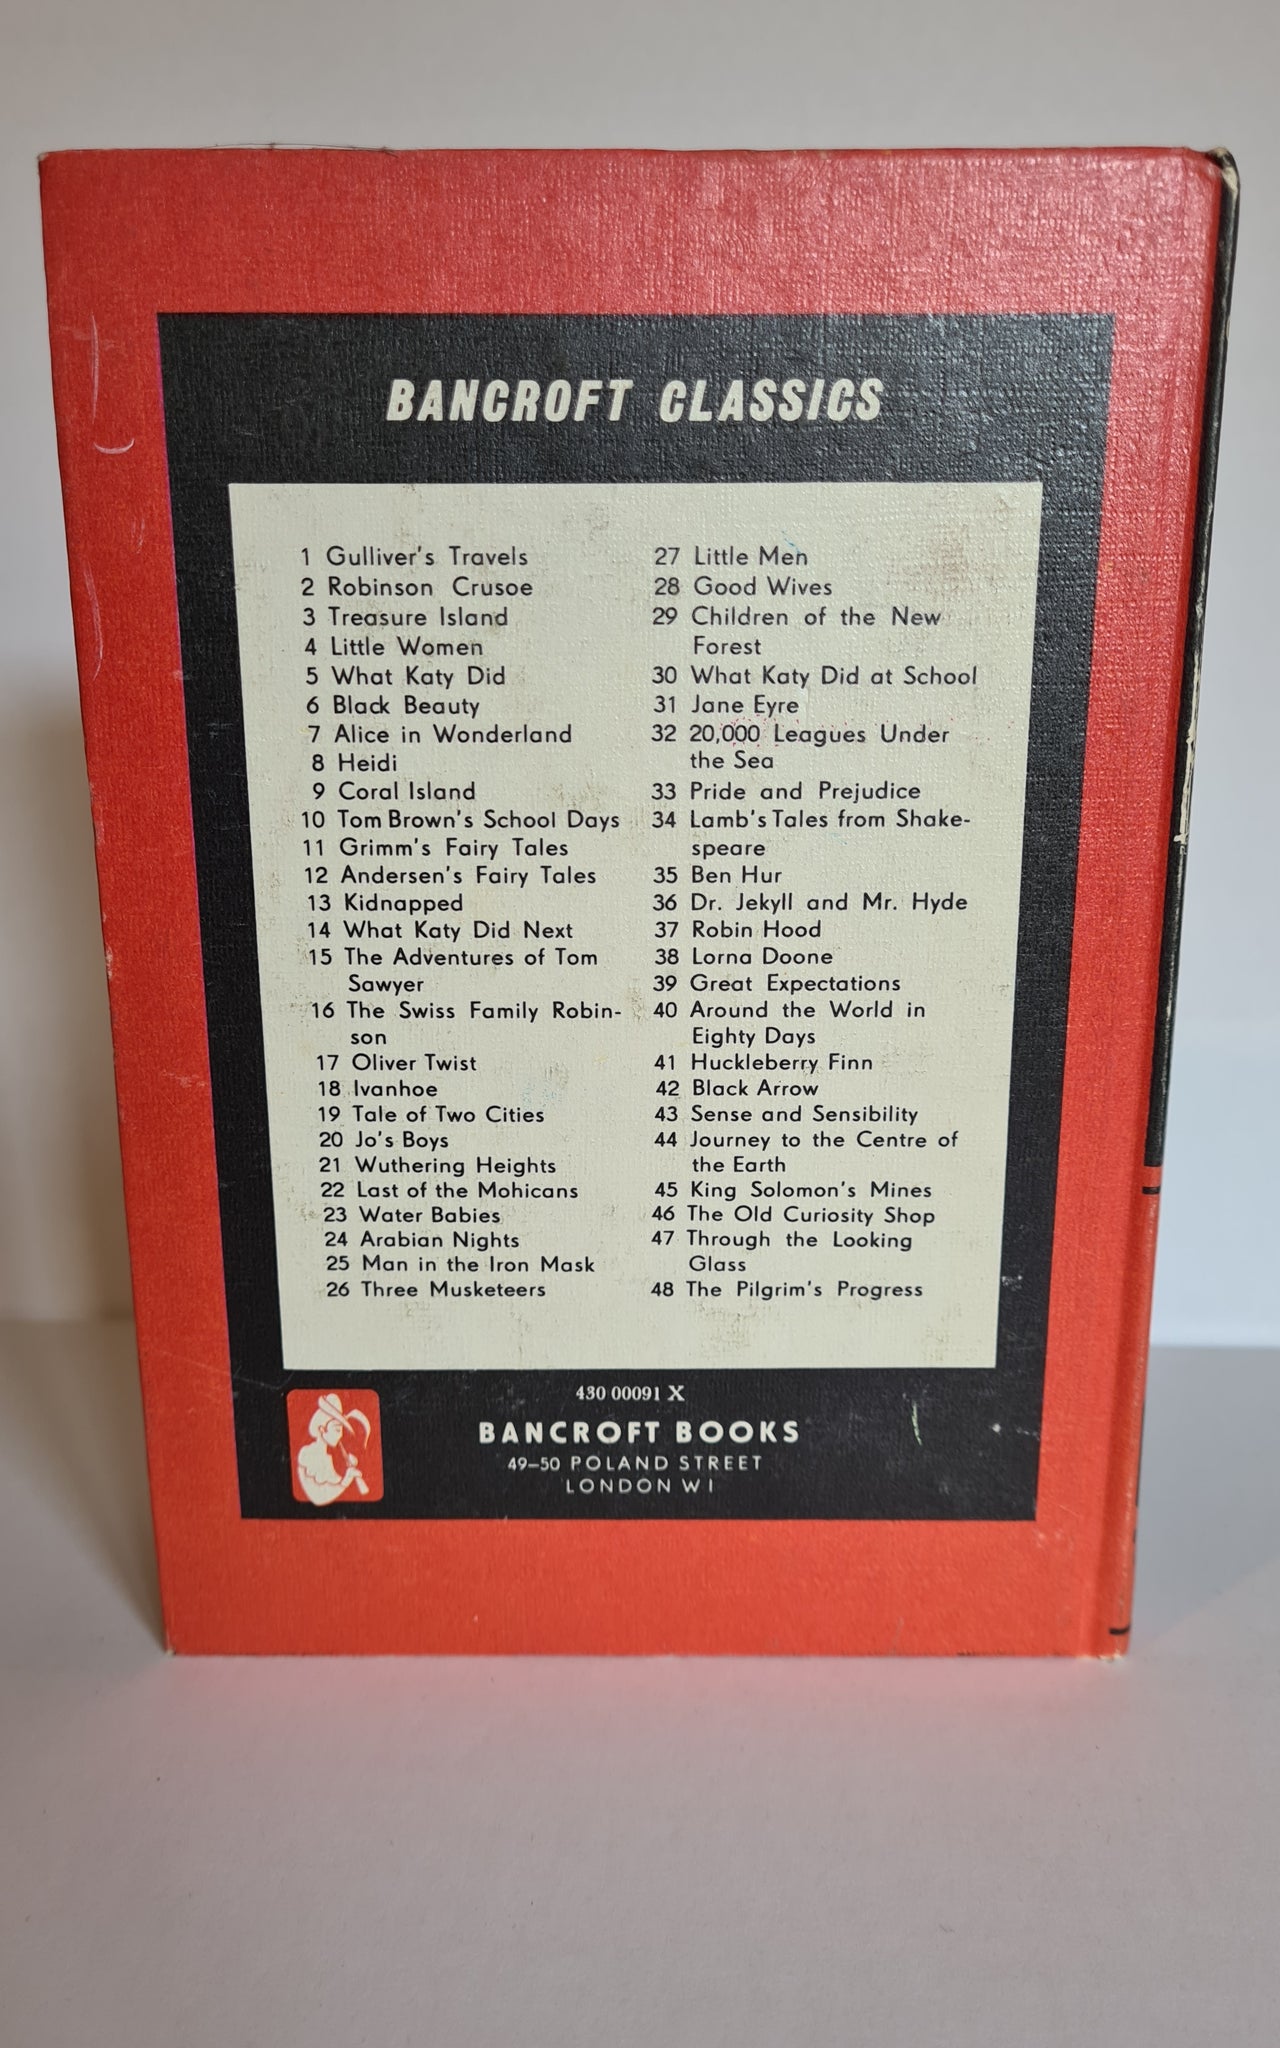 BANCROFT CLASSICS
1 Gulliver's Travels
2 Robinson Crusoe
3 Treasure Island
4 Little Women
5 What Katy Did
6 Black Beauty
7 Alice in Wonderland
8 Heidi
9 Coral Island
10 Tom Brown's School Days
11 Grimm's Fairy Tales
12 Andersen's Fairy Tales
13 Kidnapped
14 What Katy Did Next
15 The Adventures of Tom
Sawyer
16 The Swiss Family Robin-
son
17 Oliver Twist
18 Ivanhoe
19 Tale of Two Cities
20 Jo's Boys
21 Wuthering Heights
22 Last of the Mohicans
23 Water Babies
24 Arabian Nights
25 Man in the Iron Mask
26 Three Musketeers
27 Little Men
28 Good Wives
29 Children of the New
Forest
30 What Katy Did at School
31 Jane Eyre
32 20,000 Leagues Under
the Sea
33 Pride and Prejudice
34 Lamb's Tales from Shake-
speare
35 Ben Hur
36 Dr. Jekyll and Mr. Hyde
37 Robin Hood
38 Lorna Doone
39 Great Expectations
40 Around the World in
Eighty Days
41 Huckleberry Finn
42 Black Arrow
43 Sense and Sensibility
44 Journey to the Centre of
the Earth
45 King Solomon's Mines
46 The Old Curiosity Shop
47 Through the Looking
Glass
48 The Pilgrim's Progress
430 00091 X
BANCROFT BOOKS
49–50 POLAND STREET
LONDON W1